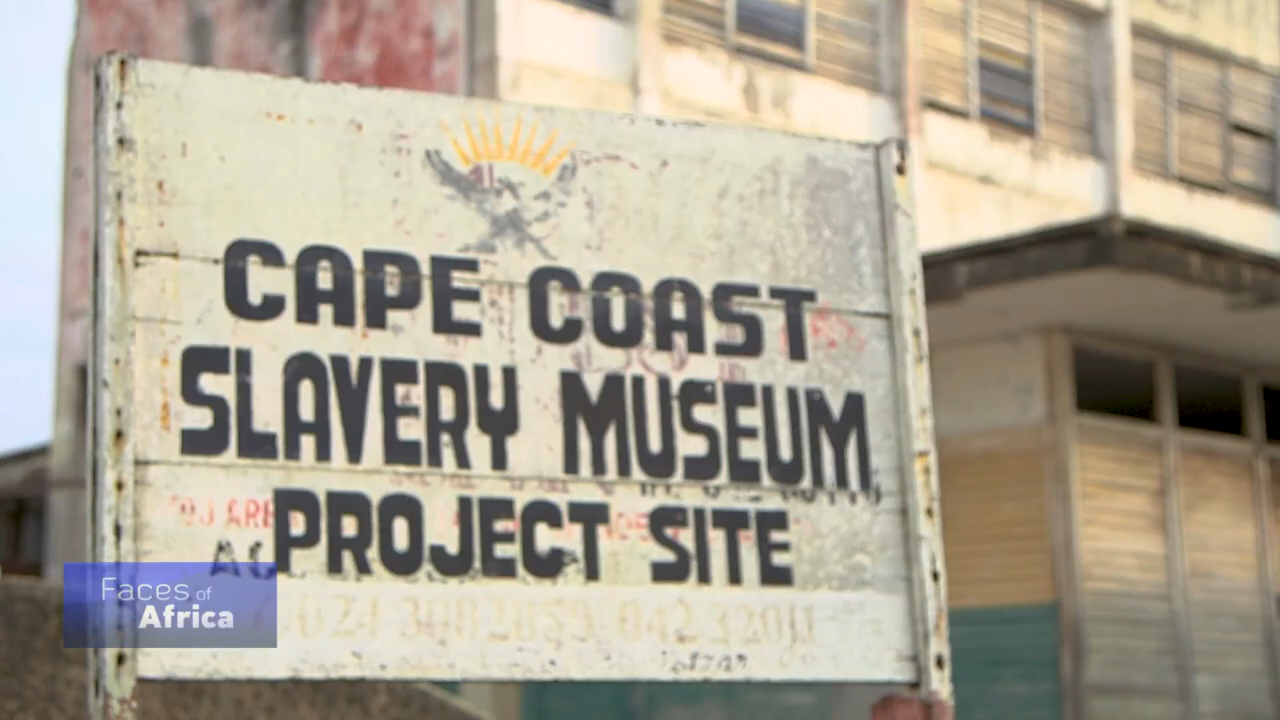 CAPE COAST
SLAVERY MUSEUM
PROJECT SITE
Faces of
Africa